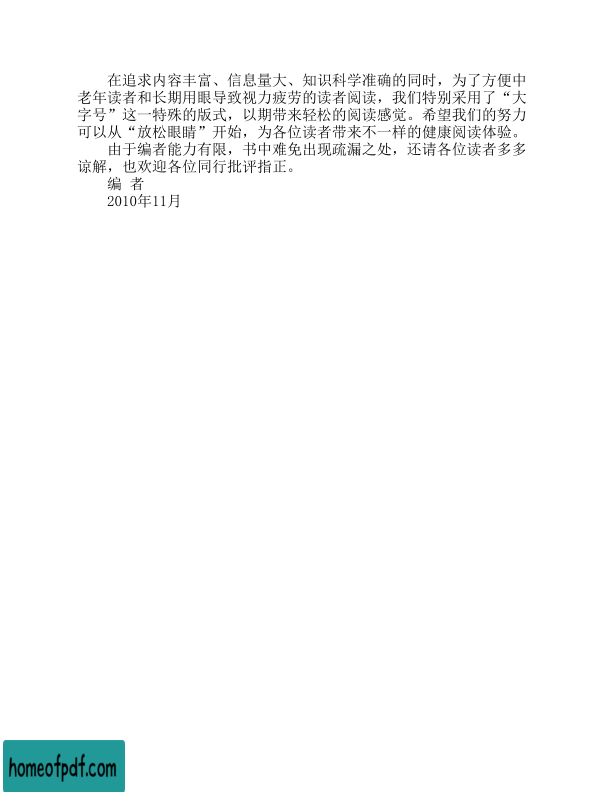 在追求内容丰富、信息量大、知识科学准确的同时，为了方便中
老年读者和长期用眼导致视力疲劳的读者阅读，我们特别采用了“大
字号”这一特殊的版式，以期带来轻松的阅读感觉。希望我们的努力
可以从“放松眼睛”开始，为各位读者带来不一样的健康阅读体验。
由于编者能力有限，书中难免出现疏漏之处，还请各位读者多多
谅解，也欢迎各位同行批评指正。
编 者
2010年11月
homeofpdf.com